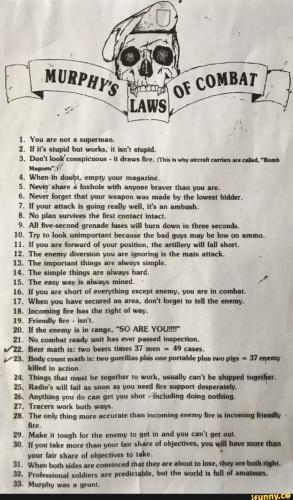 MURPHY'S LAWS OF COMBAT
1. You are not a superman.
2. If it's stupid but works, it isn't stupid.
3. Don't look conspicuous - it draws fire. (This is why aircraft carriers are called, "Bomb
Magnets".)
4. When in doubt, empty your magazine.
5. Never share a foxhole with anyone braver than you are.
6. Never forget that your weapon was made by the lowest bidder.
7. If your attack is going really well, it's an ambush.
8. No plan survives the first contact intact.
9. All five-second grenade fuses will burn down in three seconds.
10. Try to look unimportant because the bad guys may be low on ammo.
11. If you are forward of your position, the artillery will fall short.
12. The enemy diversion you are ignoring is the main attack.
13. The important things are always simple.
14. The simple things are always hard.
15. The easy way is always mined.
16. If you are short of everything except enemy, you are in combat.
17. When you have secured an area, don't forget to tell the enemy.
18. Incoming fire has the right of way.
19. Friendly fire - isn't.
20. If the enemy is in range, "SO ARE YOU!!!!"
21. No combat ready unit has ever passed inspection.
22. Beer math is: two beers times 37 men = 49 cases.
23. Body count math is: two guerillas plus one portable plus two pigs = 37 enemy
killed in action.
24. Things that must be together to work, usually can't be shipped together.
25. Radio's will fail as soon as you need fire support desperately.
26. Anything you do can get you shot - including doing nothing.
27. Tracers work both ways.
28. The only thing more accurate than incoming enemy fire is incoming friendly
fire.
29. Make it tough for the enemy to get in and you can't get out.
30. If you take more than your fair share of objectives, you will have more than
your fair share of objectives to take.
31. When both sides are convinced that they are about to lose, they are both right.
32. Professional soldiers are predictable, but the world is full of amateurs.
33. Murphy was a grunt.
ifunny.co